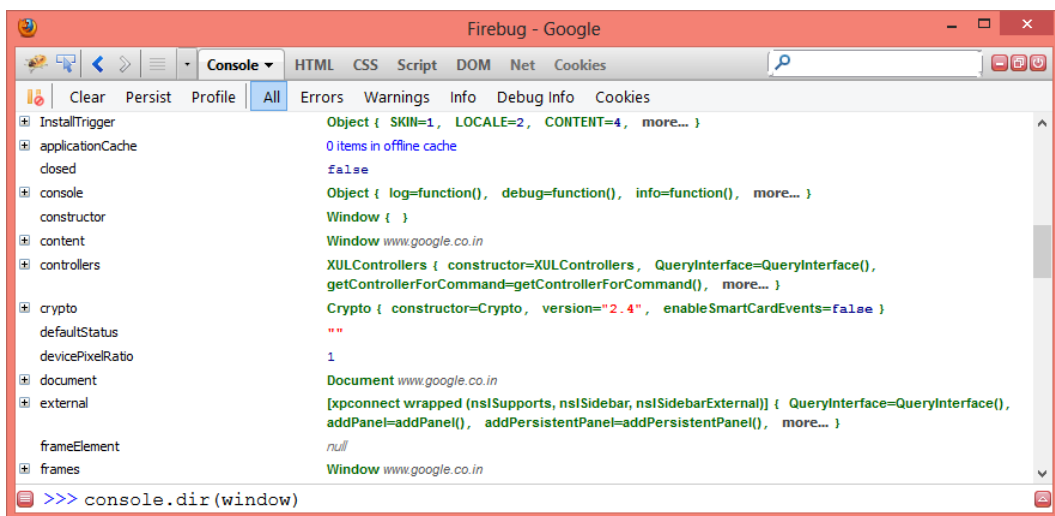 Firebug - Google
Console HTML CSS Script DOM Net Cookies
Clear Persist Profile All Errors Warnings Info Debug Info Cookies
InstallTrigger Object { SKIN=1, LOCALE=2, CONTENT=4, more... }
applicationCache 0 items in offline cache
closed false
console Object { log=function(), debug=function(), info=function(), more... }
constructor Window { }
content Window www.google.co.in
controllers XULControllers { constructor=XULControllers, QueryInterface=QueryInterface(),
getControllerForCommand=getControllerForCommand(), more... }
crypto Crypto { constructor=Crypto, version="2.4", enableSmartCardEvents=false }
defaultStatus ""
devicePixelRatio 1
document Document www.google.co.in
external [xpconnect wrapped (nsISupports, nsISidebar, nsISidebarExternal)] { QueryInterface=QueryInterface(),
addPanel=addPanel(), addPersistentPanel=addPersistentPanel(), more... }
frameElement null
frames Window www.google.co.in
>>> console.dir(window)